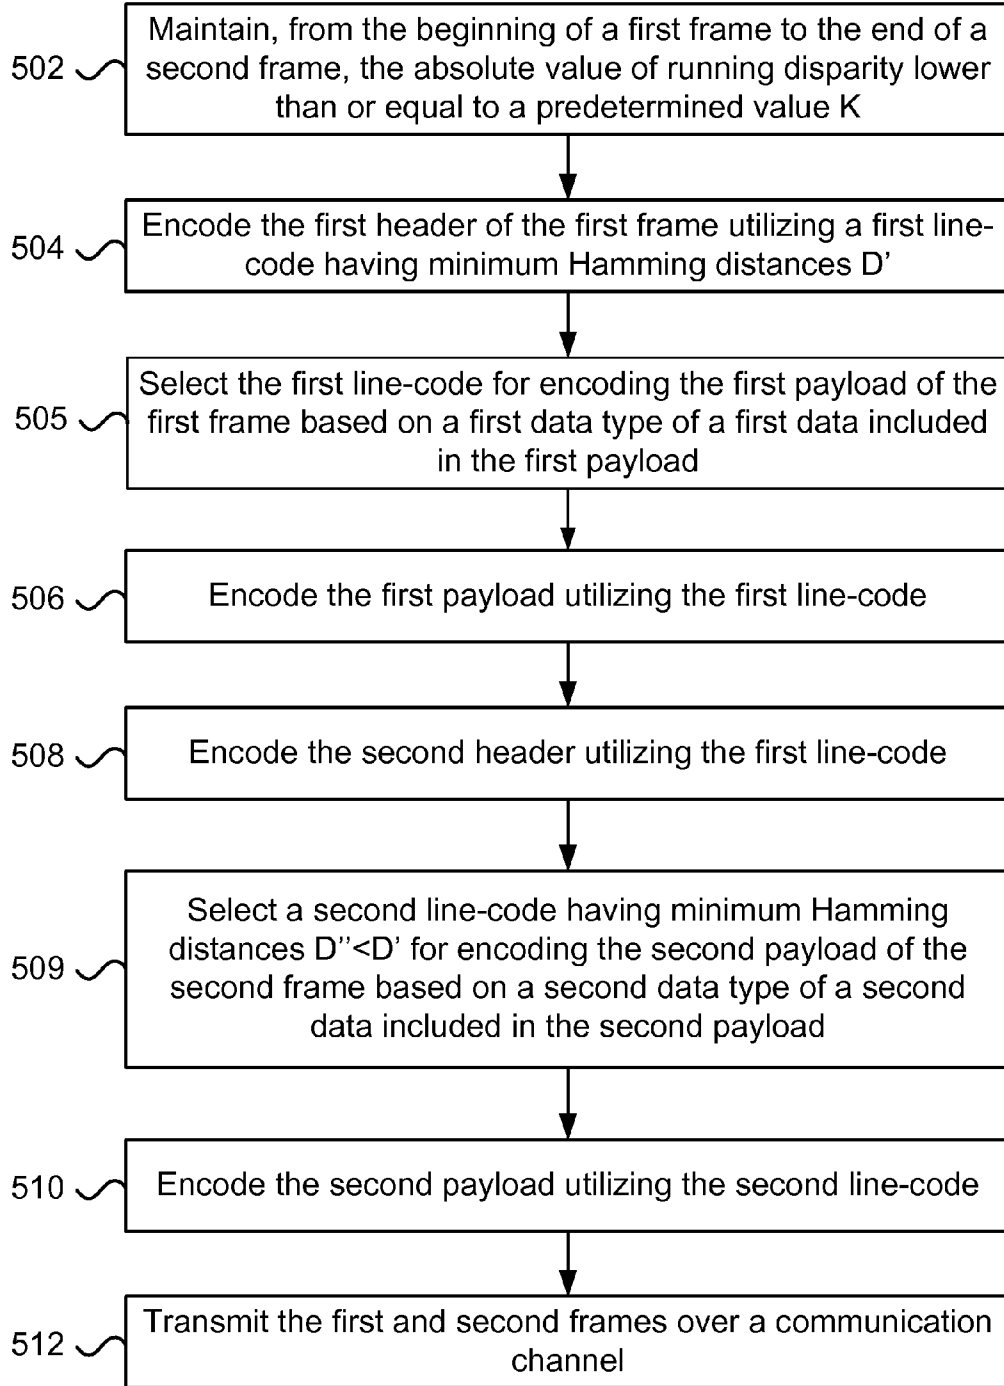 Maintain, from the beginning of a first frame to the end of a
502
second frame, the absolute value of running disparity lower
than or equal to a predetermined value K
Encode the first header of the first frame utilizing a first line-
504
code having minimum Hamming distances D’
Select the first line-code for encoding the first payload of the
505
first frame based on a first data type of a first data included
in the first payload
506
Encode the first payload utilizing the first line-code
508
Encode the second header utilizing the first line-code
Select a second line-code having minimum Hamming
distances D’’<D’ for encoding the second payload of the
509
second frame based on a second data type of a second
data included in the second payload
510
Encode the second payload utilizing the second line-code
Transmit the first and second frames over a communication
512
channel